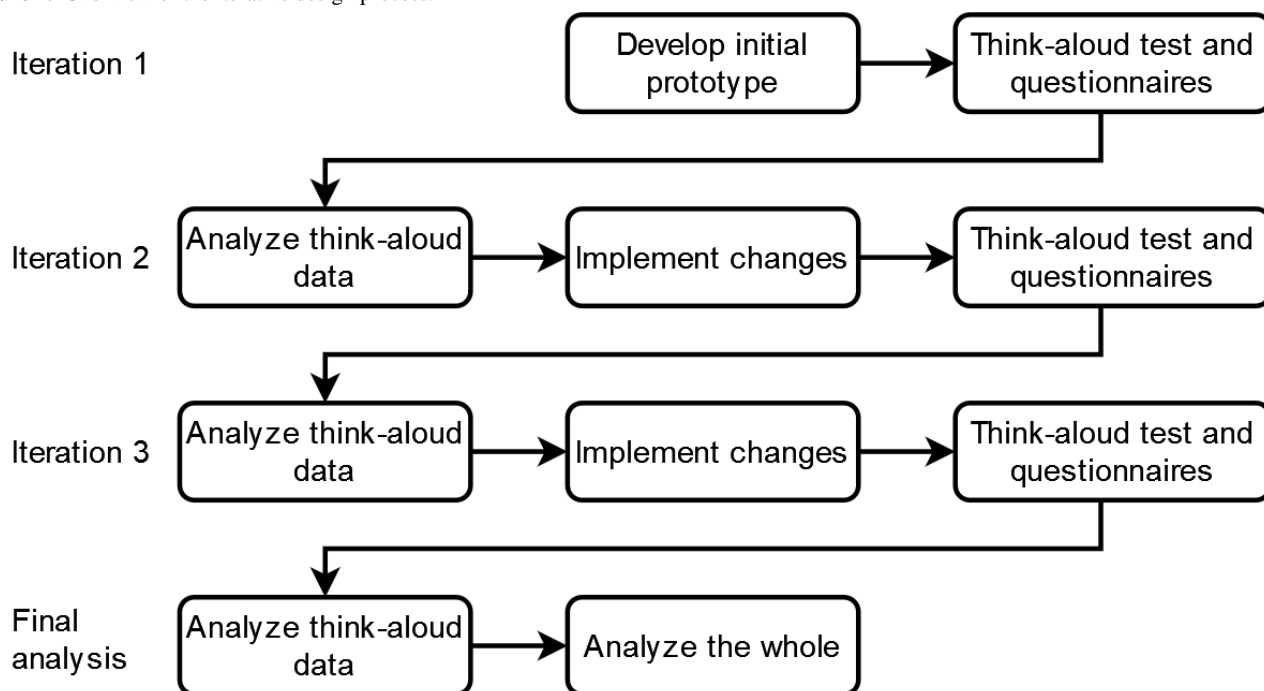 Iteration 1
Develop initial
prototype
Think-aloud test and
questionnaires
Iteration 2
Analyze think-aloud
data
Implement changes
Think-aloud test and
questionnaires
Iteration 3
Analyze think-aloud
data
Implement changes
Think-aloud test and
questionnaires
Final
analysis
Analyze think-aloud
data
Analyze the whole